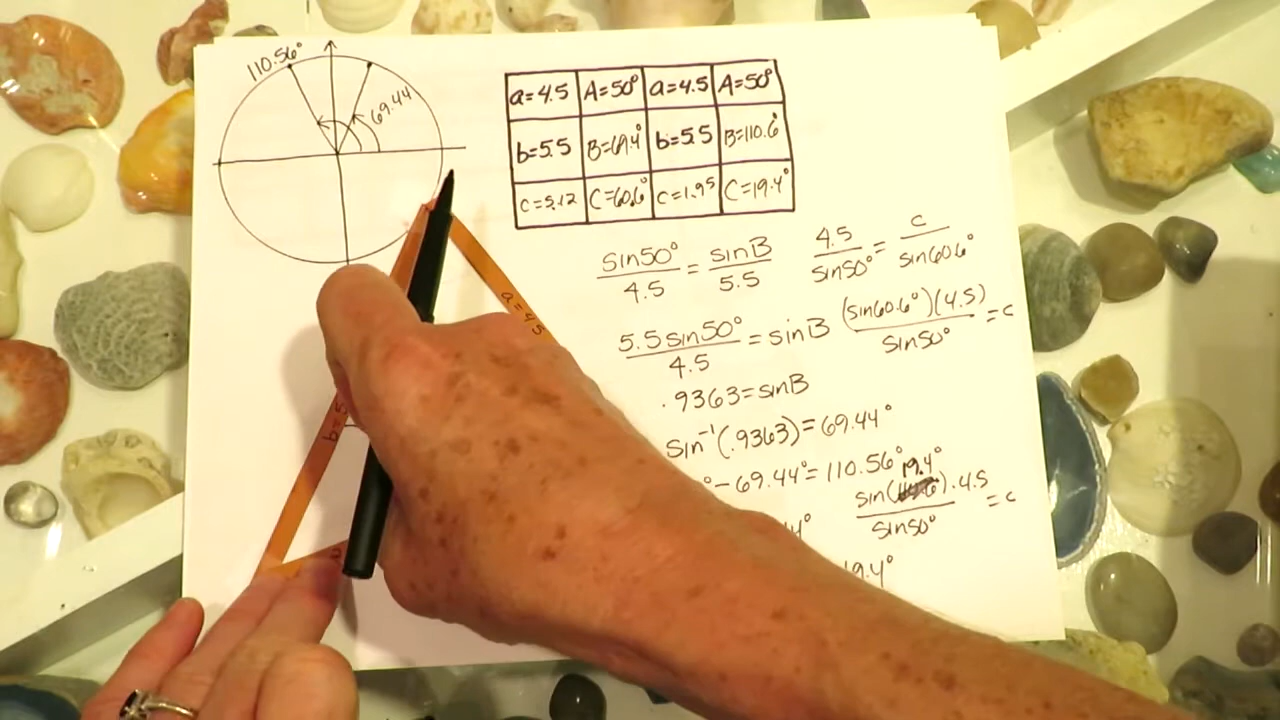 110.56°
69.44
a=4.5 A=50° a=4.5 A=50°
b=5.5 B=69.4° b=5.5 B=110.6°
c=5.12 C=60.6° c=1.95 C=19.4°
sin50°/4.5 = sinB/5.5
4.5/sin50° = c/sin60.6°
5.5sin50°/4.5 = sinB
(sin60.6°)(4.5)/sin50° = c
.9363=sinB
sin⁻¹(.9363)=69.44°
°-69.44°=110.56°
19.4°
sin( )·4.5/sin50° = c
19.4°
a=4.5